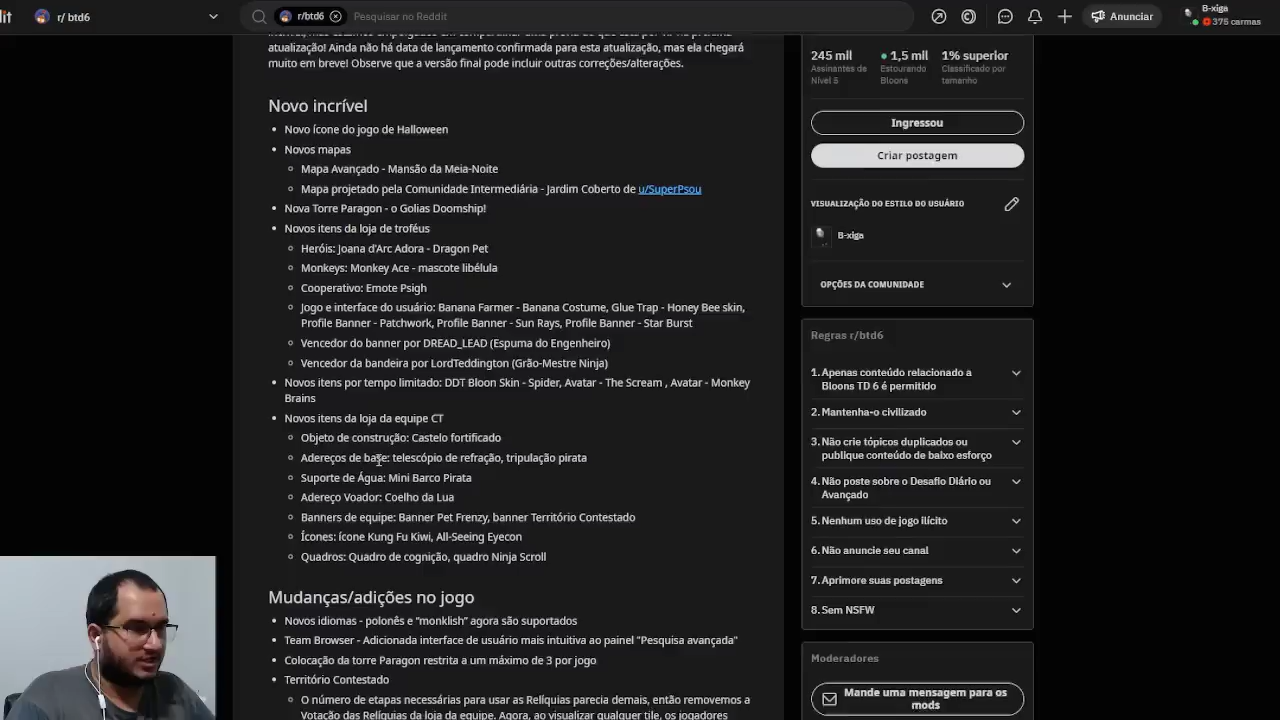 it
r/ btd6
r/btd6
Pesquisar no Reddit
Anunciar
B-xiga
375 carmas
atualização! Ainda não há data de lançamento confirmada para esta atualização, mas ela chegará
muito em breve! Observe que a versão final pode incluir outras correções/alterações.
Novo incrível
• Novo ícone do jogo de Halloween
• Novos mapas
Mapa Avançado - Mansão da Meia-Noite
Mapa projetado pela Comunidade Intermediária - Jardim Coberto de u/SuperPsou
• Nova Torre Paragon - o Golias Doomship!
• Novos itens da loja de troféus
Heróis: Joana d'Arc Adora - Dragon Pet
Monkeys: Monkey Ace - mascote libélula
Cooperativo: Emote Psigh
Jogo e interface do usuário: Banana Farmer - Banana Costume, Glue Trap - Honey Bee skin,
Profile Banner - Patchwork, Profile Banner - Sun Rays, Profile Banner - Star Burst
Vencedor do banner por DREAD_LEAD (Espuma do Engenheiro)
Vencedor da bandeira por LordTeddington (Grão-Mestre Ninja)
• Novos itens por tempo limitado: DDT Bloon Skin - Spider, Avatar - The Scream , Avatar - Monkey
Brains
• Novos itens da loja da equipe CT
Objeto de construção: Castelo fortificado
Adereços de base: telescópio de refração, tripulação pirata
Suporte de Água: Mini Barco Pirata
Adereço Voador: Coelho da Lua
Banners de equipe: Banner Pet Frenzy, banner Território Contestado
Ícones: ícone Kung Fu Kiwi, All-Seeing Eyecon
Quadros: Quadro de cognição, quadro Ninja Scroll
Mudanças/adições no jogo
• Novos idiomas - polonês e “monklish” agora são suportados
• Team Browser - Adicionada interface de usuário mais intuitiva ao painel "Pesquisa avançada"
• Colocação da torre Paragon restrita a um máximo de 3 por jogo
• Território Contestado
O número de etapas necessárias para usar as Relíquias parecia demais, então removemos a
Votação das Relíquias da loja da equipe. Agora, ao visualizar qualquer tile, os jogadores
245 mil
Assinantes de
Nível 5
1,5 mil
Estourando
Bloons
1% superior
Classificado por
tamanho
Ingressou
Criar postagem
VISUALIZAÇÃO DO ESTILO DO USUÁRIO
B-xiga
OPÇÕES DA COMUNIDADE
Regras r/btd6
1. Apenas conteúdo relacionado a
Bloons TD 6 é permitido
2. Mantenha-o civilizado
3. Não crie tópicos duplicados ou
publique conteúdo de baixo esforço
4. Não poste sobre o Desafio Diário ou
Avançado
5. Nenhum uso de jogo ilícito
6. Não anuncie seu canal
7. Aprimore suas postagens
8. Sem NSFW
Moderadores
Mande uma mensagem para os
mods